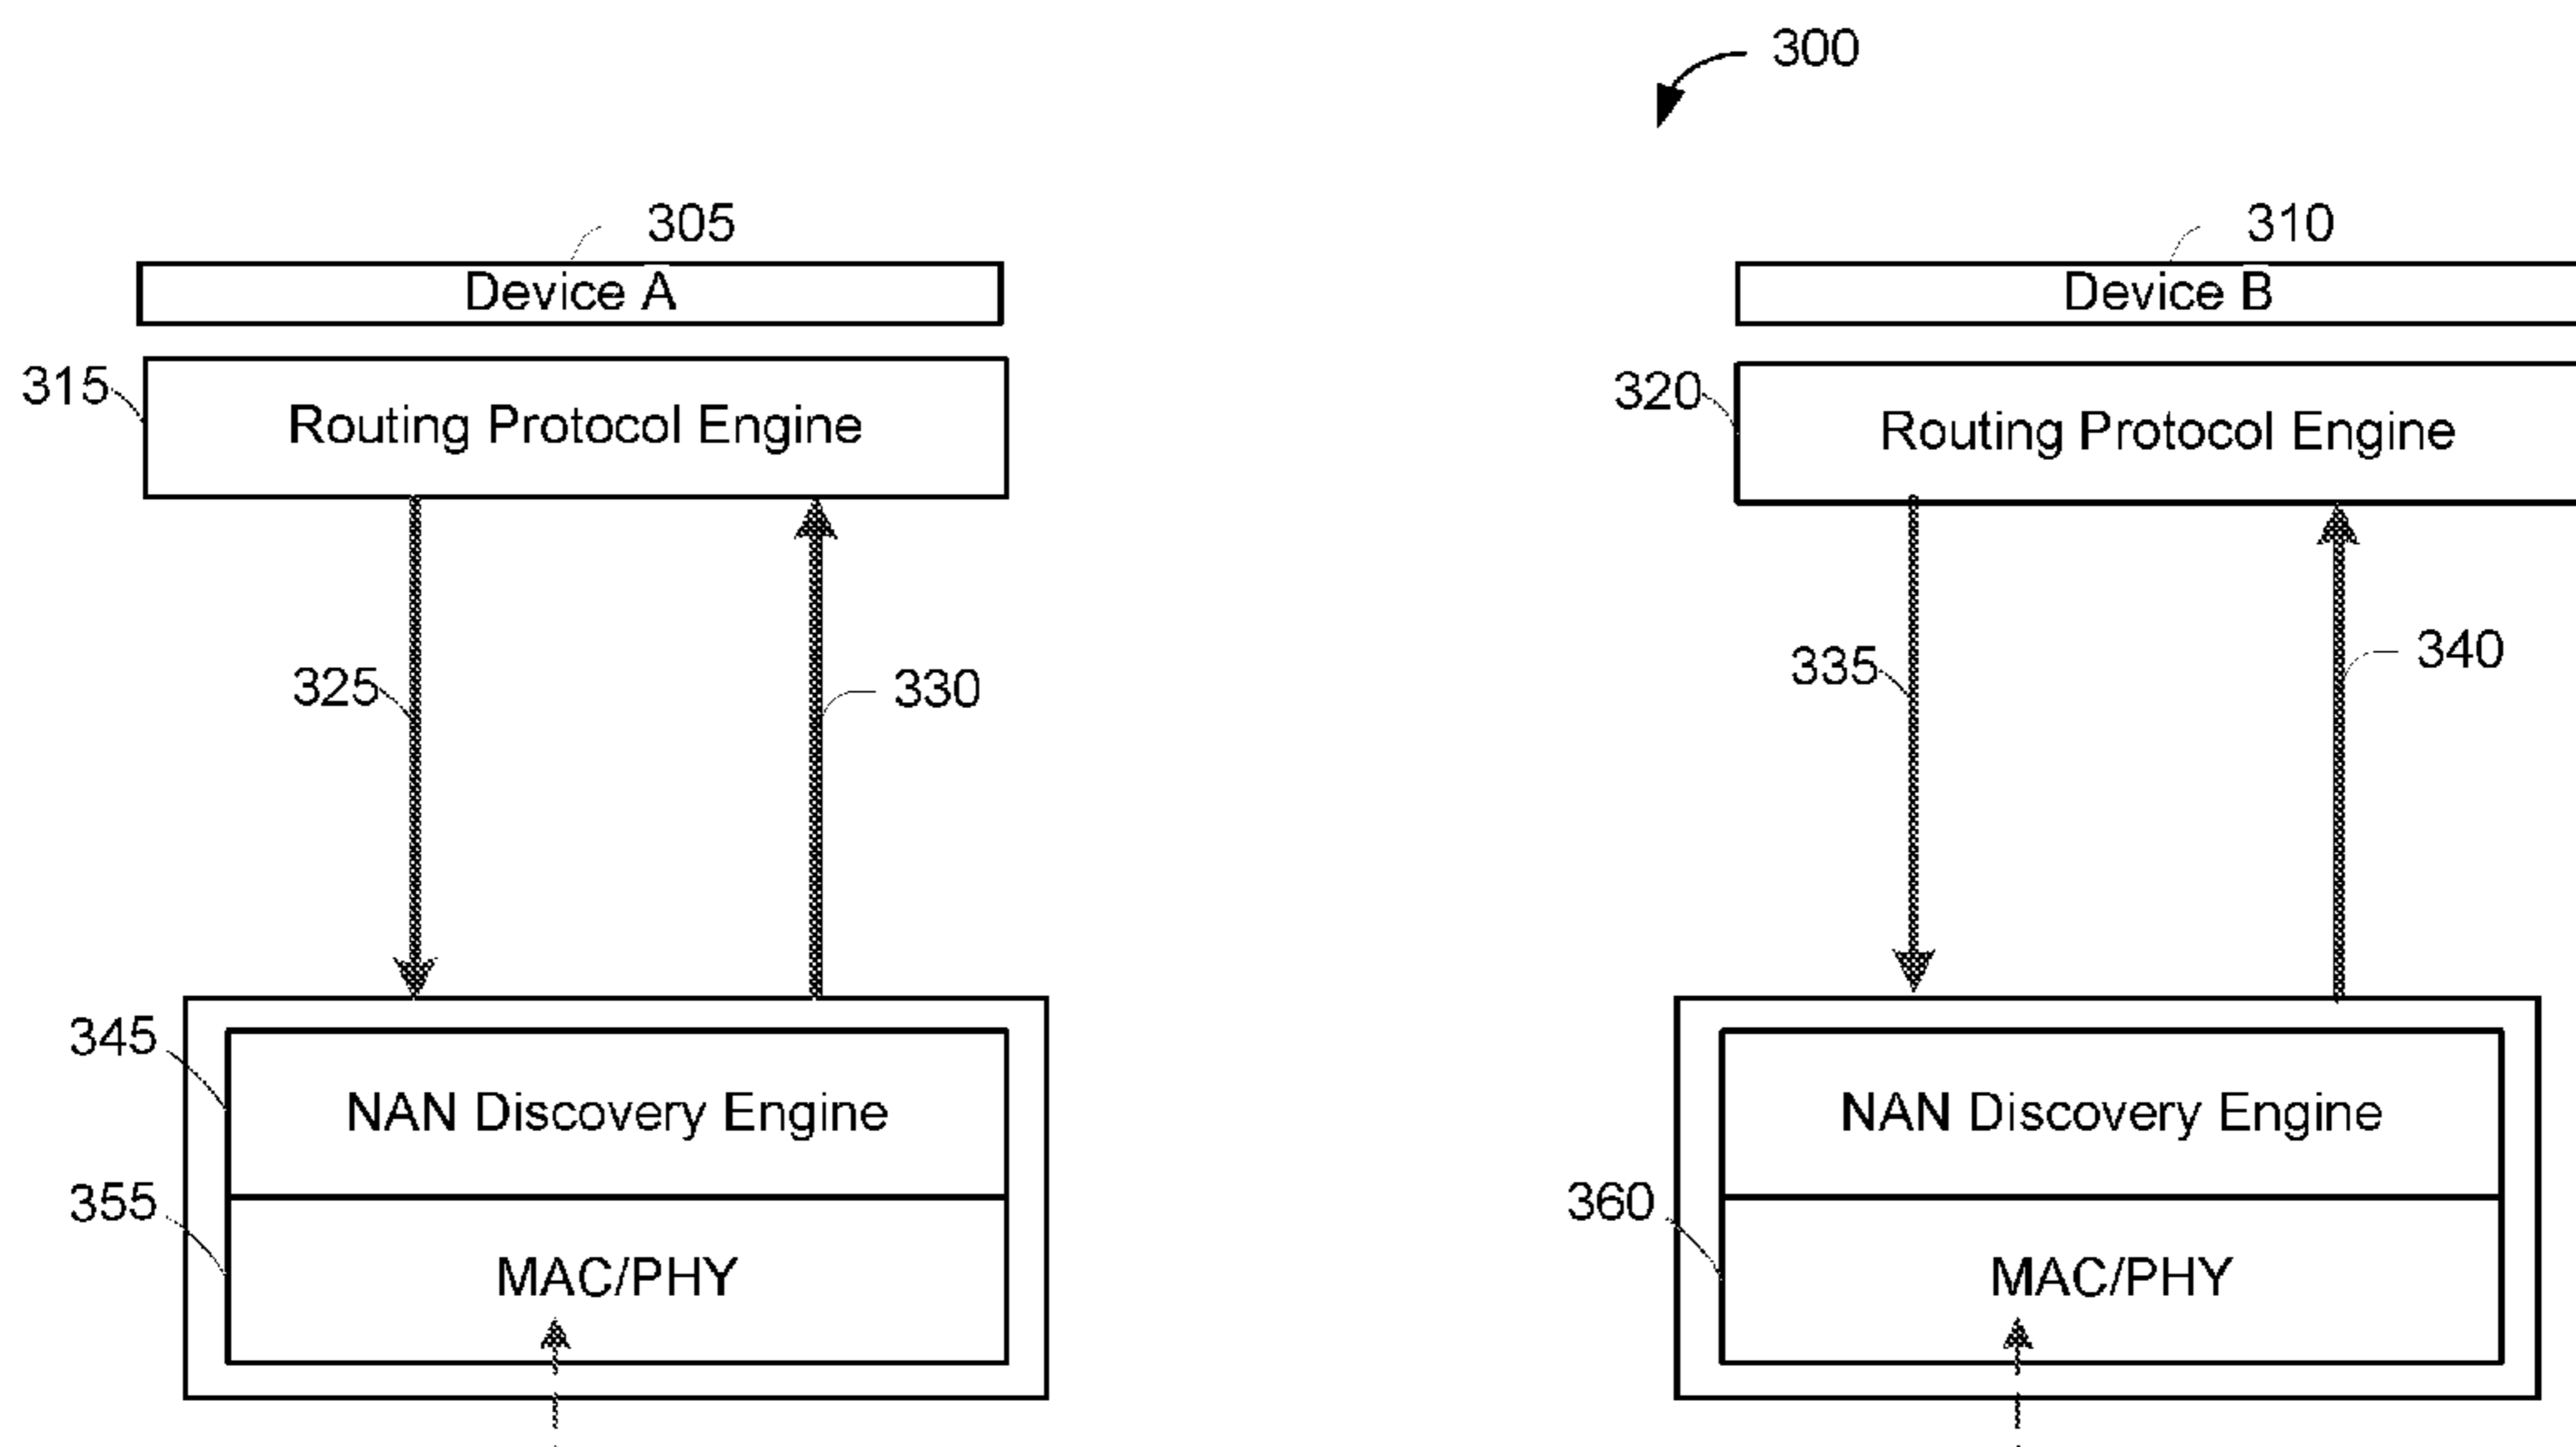 300
305
310
Device A
Device B
315
Routing Protocol Engine
320
Routing Protocol Engine
325
330
335
340
345
NAN Discovery Engine
NAN Discovery Engine
355
MAC/PHY
360
MAC/PHY